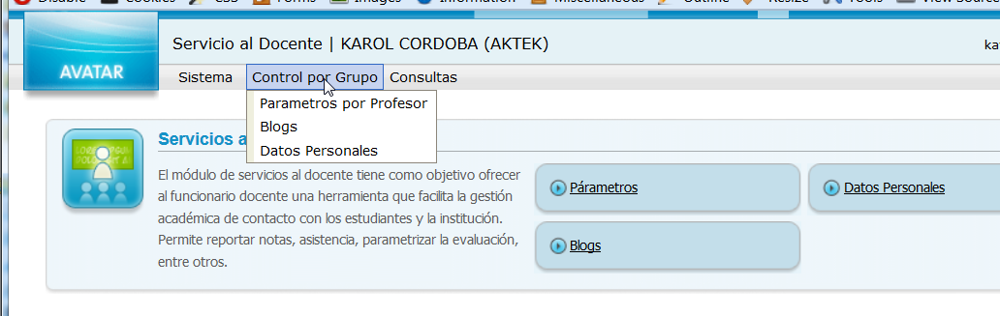 Disable Cookies CSS Forms Images Information Miscellaneous Outline Resize Tools View Source
AVATAR
Servicio al Docente | KAROL CORDOBA (AKTEK)
Sistema Control por Grupo Consultas
Parametros por Profesor
Blogs
Datos Personales
Servicios a
El módulo de servicios al docente tiene como objetivo ofrecer
al funcionario docente una herramienta que facilita la gestión
académica de contacto con los estudiantes y la institución.
Permite reportar notas, asistencia, parametrizar la evaluación,
entre otros.
Párametros
Datos Personales
Blogs